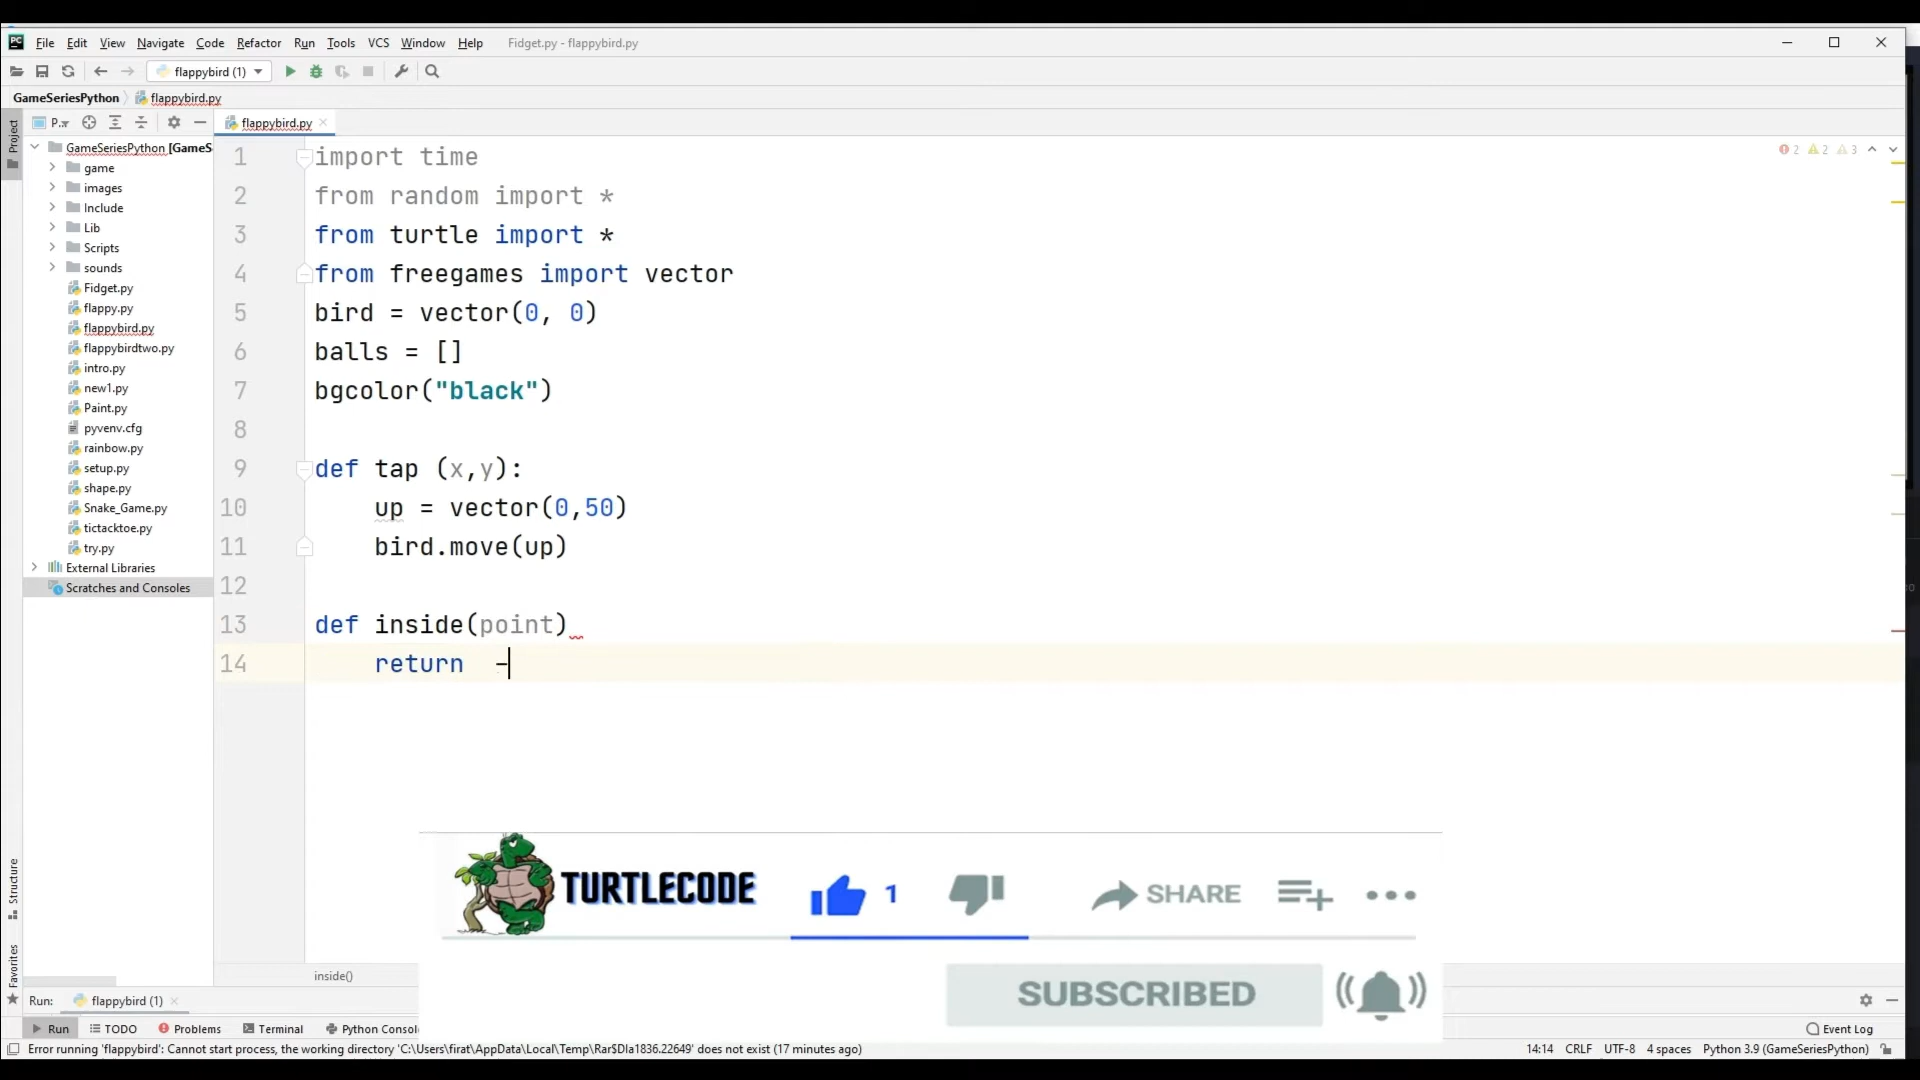 File Edit View Navigate Code Refactor Run Tools VCS Window Help Fidget.py - flappybird.py
flappybird (1)
GameSeriesPython flappybird.py
Project
P...
flappybird.py
GameSeriesPython [GameS
game
images
Include
Lib
Scripts
sounds
Fidget.py
flappy.py
flappybird.py
flappybirdtwo.py
intro.py
new1.py
Paint.py
pyvenv.cfg
rainbow.py
setup.py
shape.py
Snake_Game.py
tictacktoe.py
try.py
External Libraries
Scratches and Consoles
2 2 3
1 import time
2 from random import *
3 from turtle import *
4 from freegames import vector
5 bird = vector(0, 0)
6 balls = []
7 bgcolor("black")
8
9 def tap (x,y):
10 up = vector(0,50)
11 bird.move(up)
12
13 def inside(point)
14 return -
TURTLECODE 1 SHARE
SUBSCRIBED
Structure
Favorites
inside()
Run: flappybird (1)
Run TODO Problems Terminal Python Consol Event Log
Error running 'flappybird': Cannot start process, the working directory 'C:\Users\firat\AppData\Local\Temp\Rar$DIa1836.22649' does not exist (17 minutes ago) 14:14 CRLF UTF-8 4 spaces Python 3.9 (GameSeriesPython)